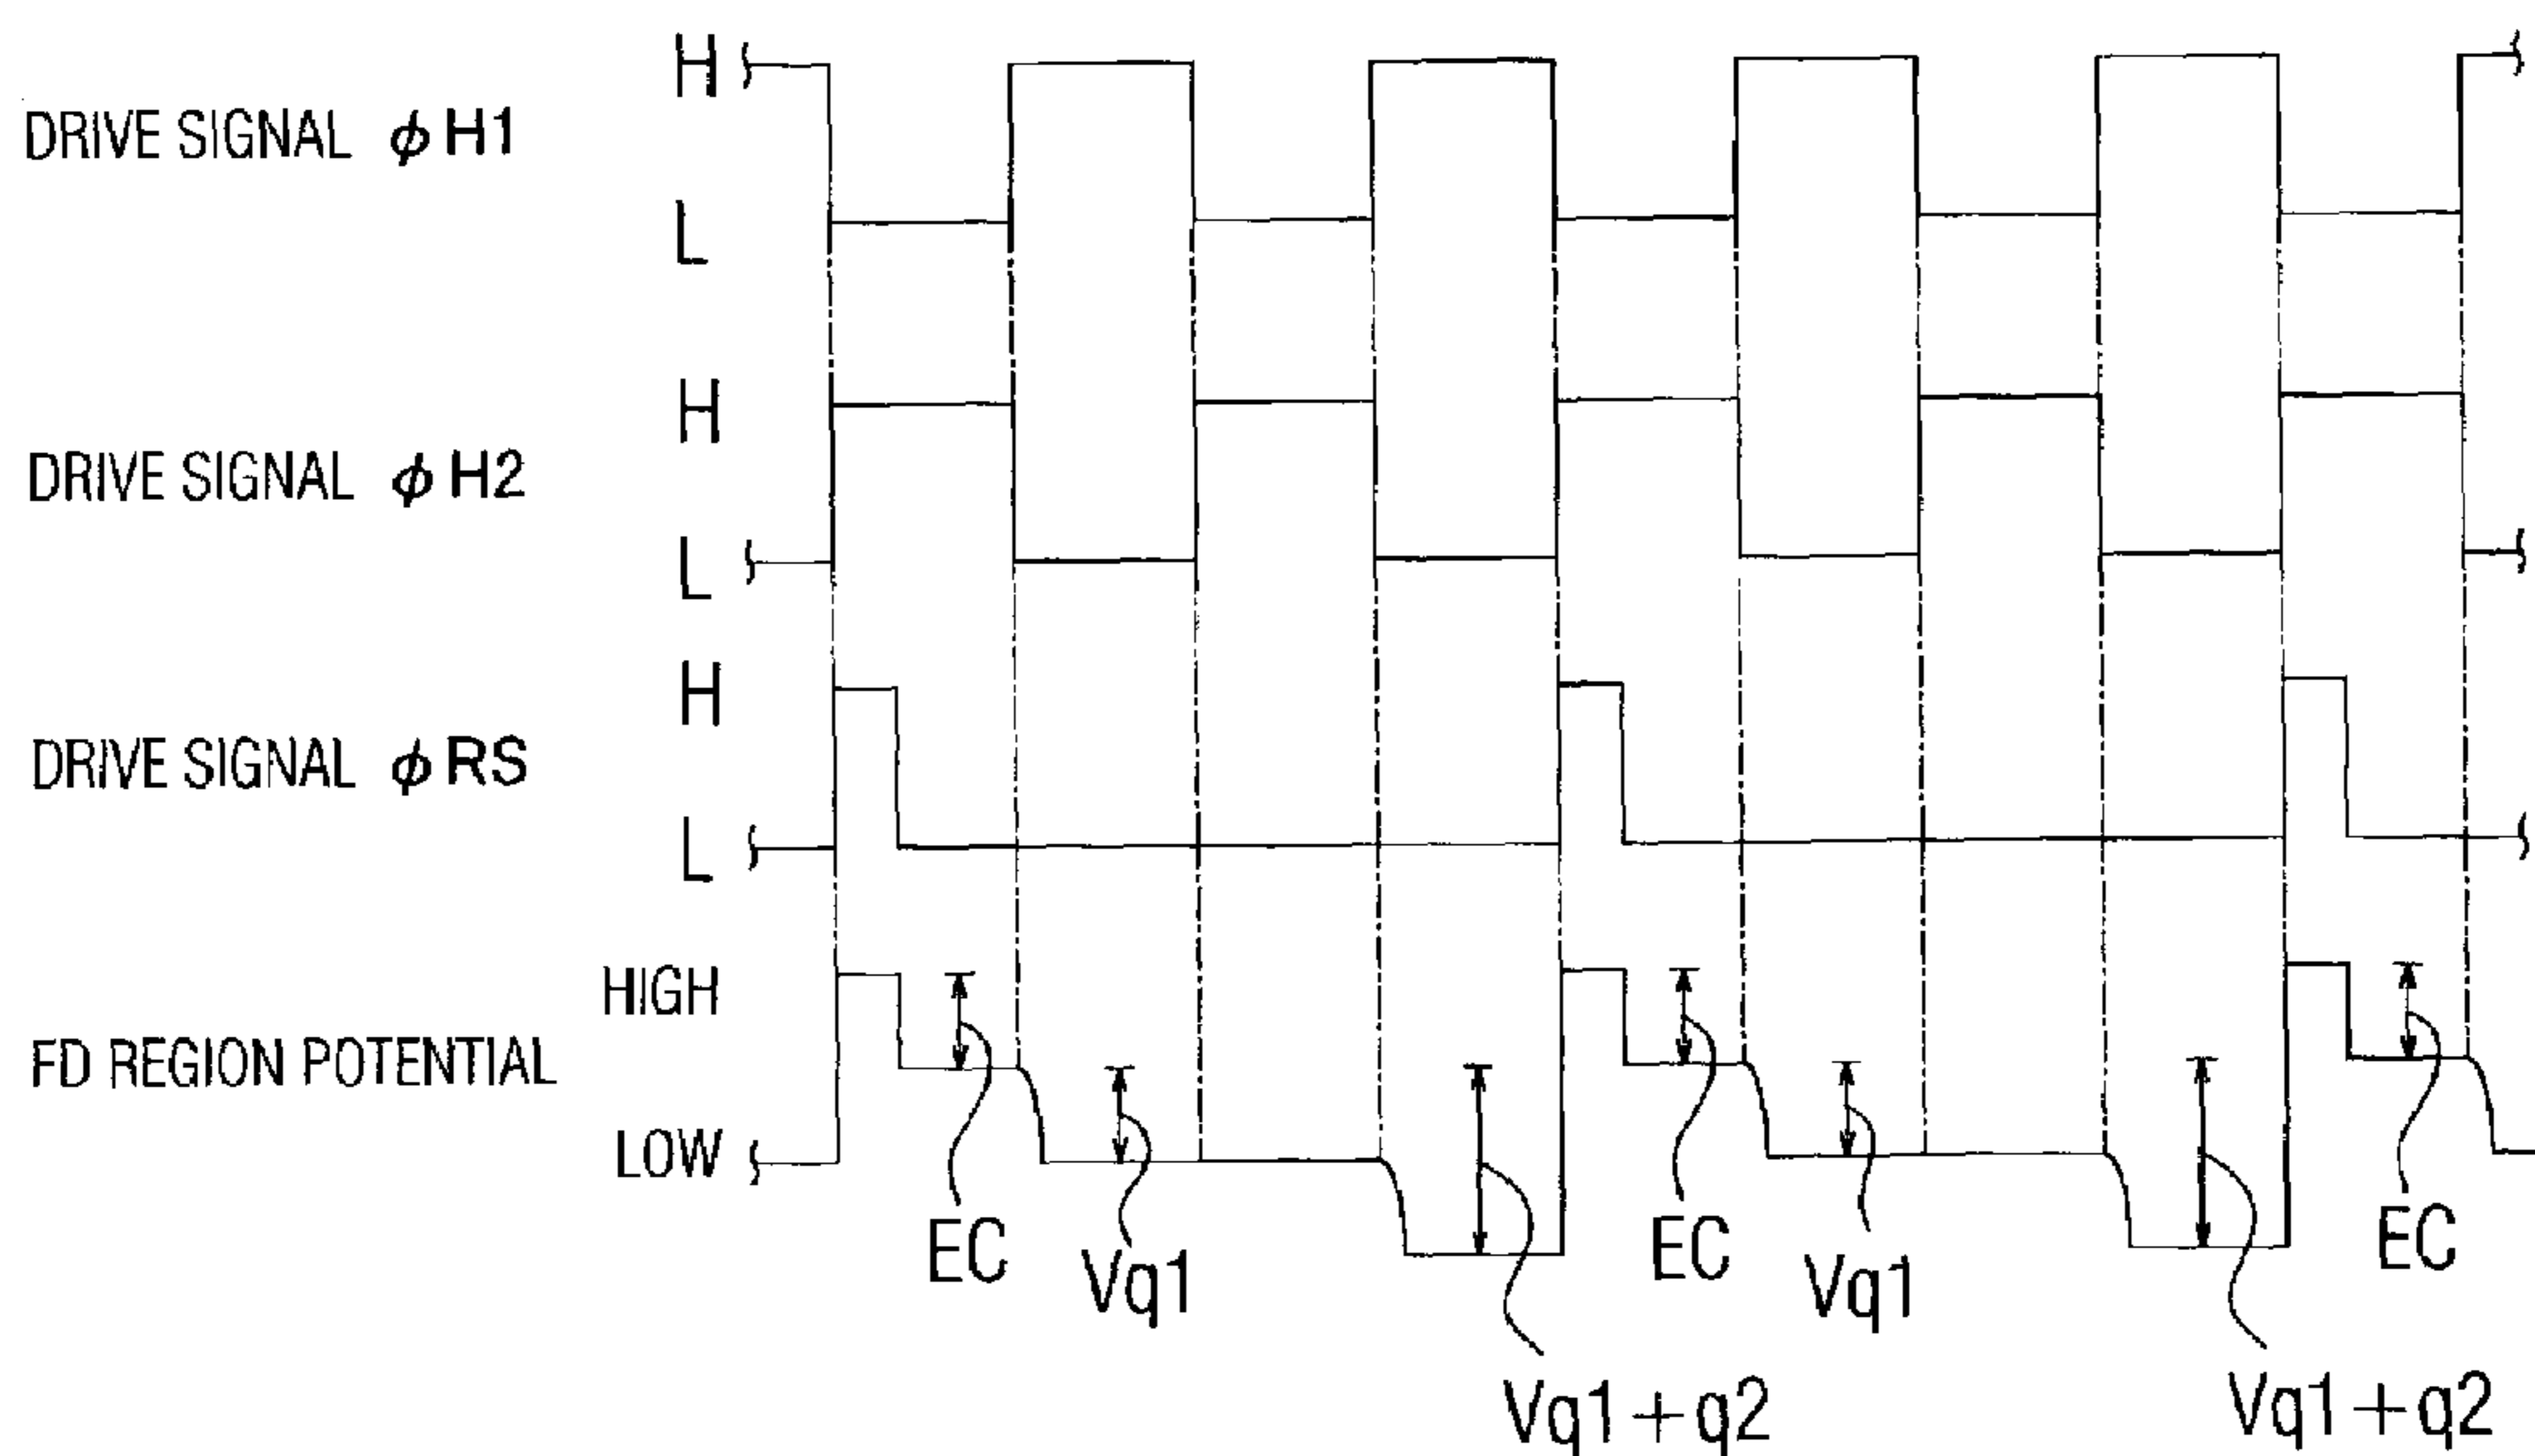 H
DRIVE SIGNAL φH1
L
H
DRIVE SIGNAL φH2
L
H
DRIVE SIGNAL φRS
L
HIGH
FD REGION POTENTIAL
LOW
EC Vq1 Vq1+q2 EC Vq1 Vq1+q2 EC